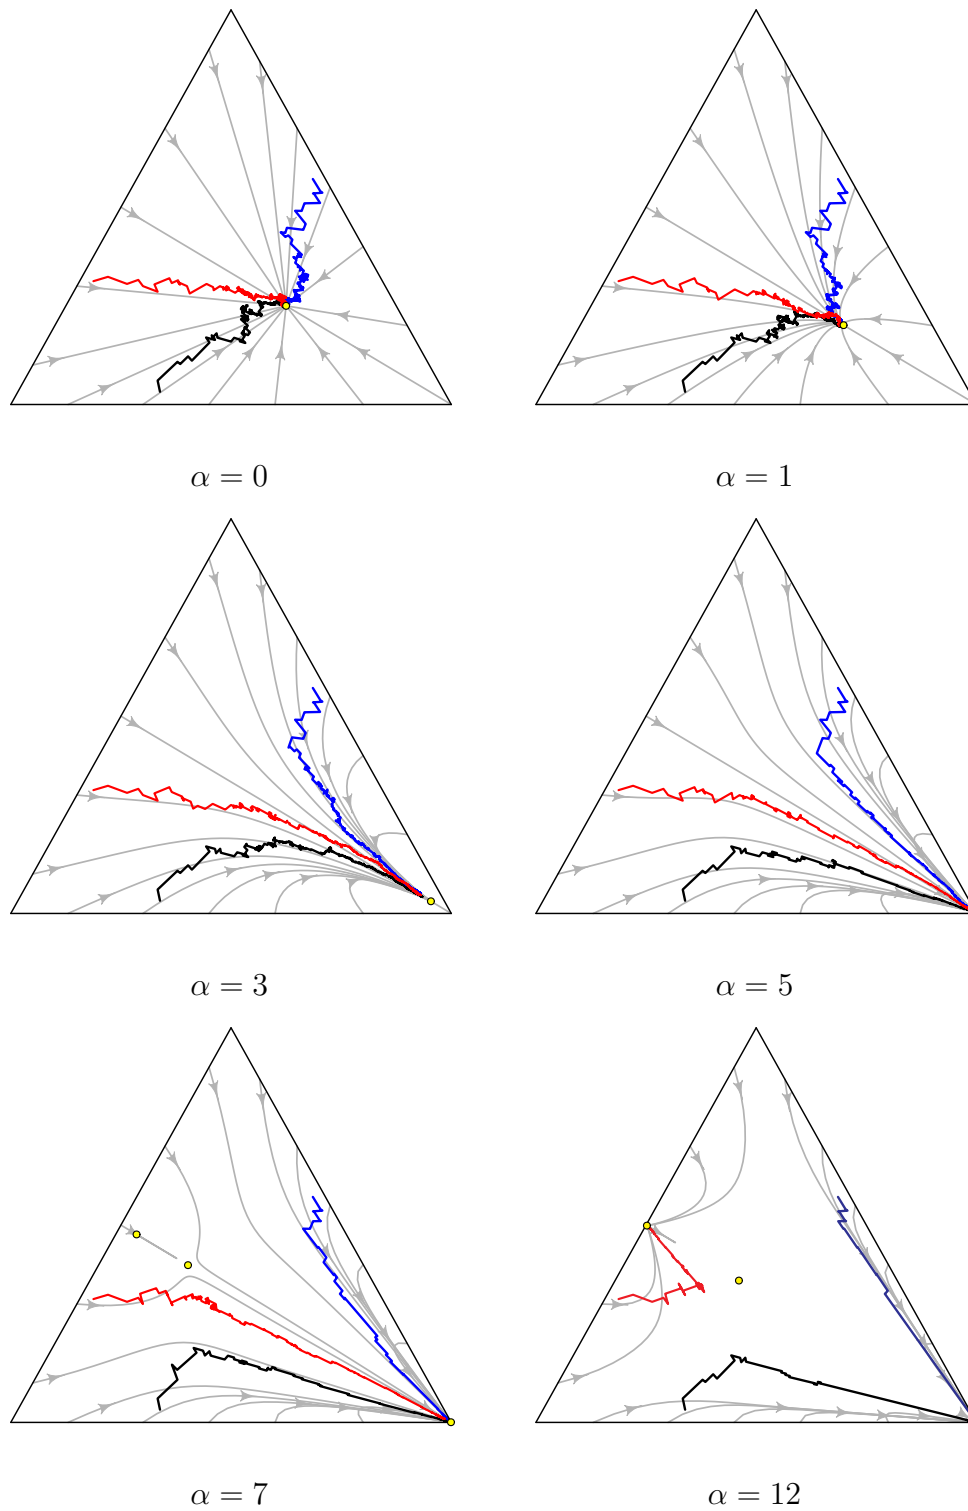 α = 0
α = 1
α = 3
α = 5
α = 7
α = 12